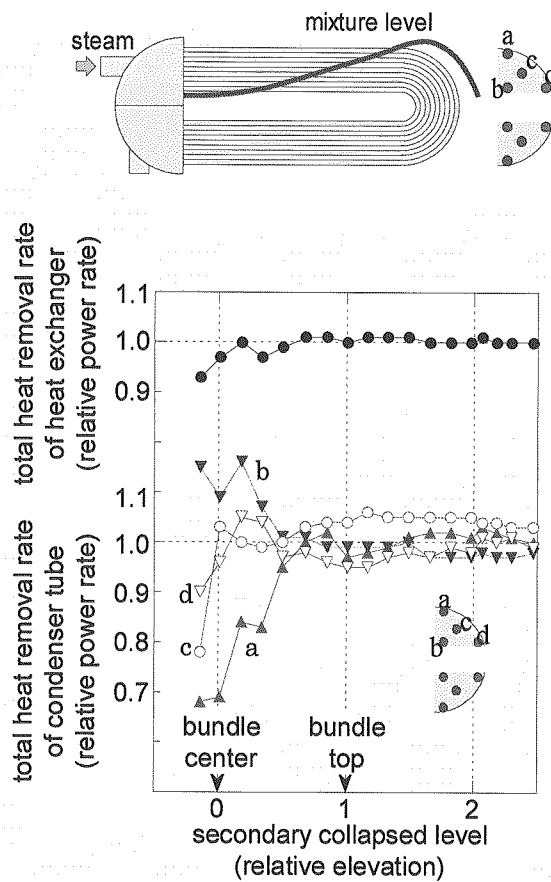 mixture level
steam
a
c
b
d
total heat removal rate
of heat exchanger
(relative power rate)
1.1
1.0
0.9
total heat removal rate
of condenser tube
(relative power rate)
1.1
1.0
0.9
0.8
0.7
b
d
c
a
a
c
b
d
bundle
center
bundle
top
0
1
2
secondary collapsed level
(relative elevation)